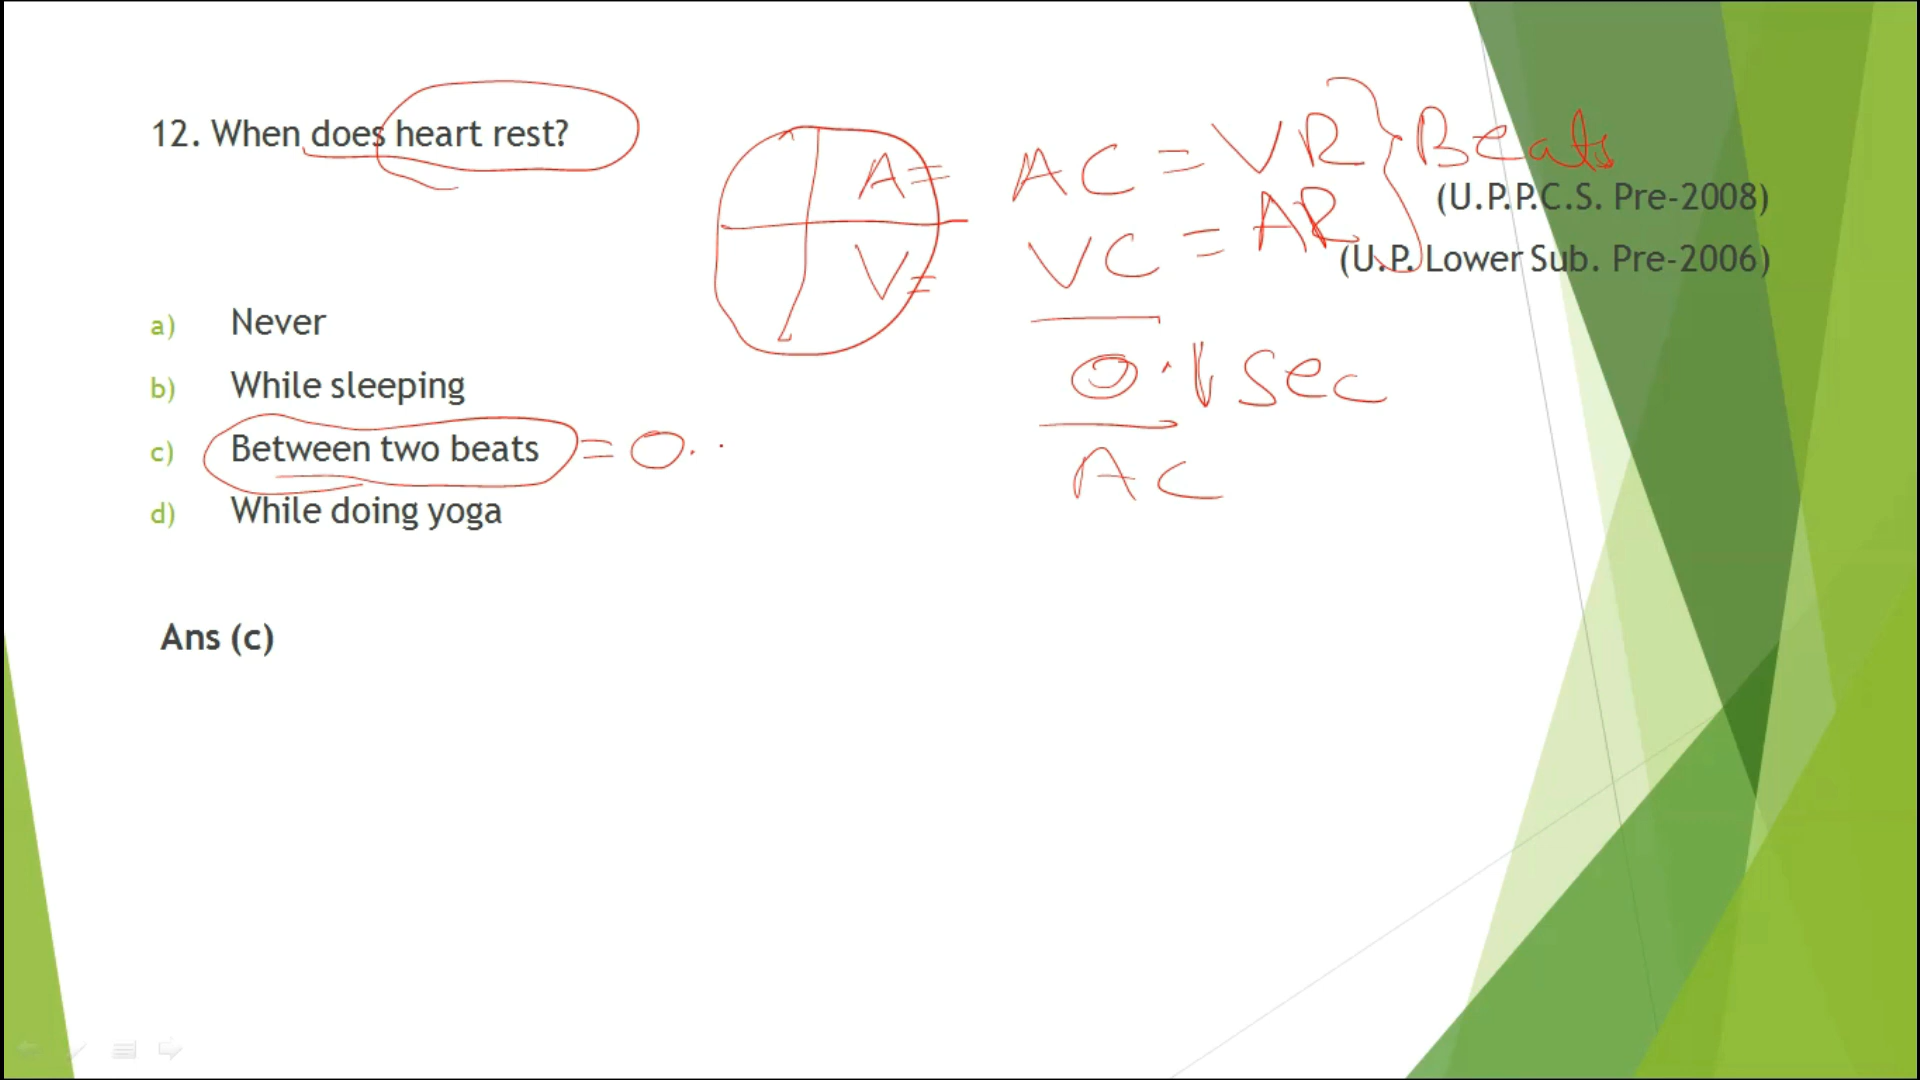 12. When does heart rest?
A =
AC = VR
Beats
(U.P.P.C.S. Pre-2008)
V =
VC = AR
(U.P. Lower Sub. Pre-2006)
a) Never
0.1 sec
b) While sleeping
c) Between two beats = 0.
AC
d) While doing yoga
Ans (c)